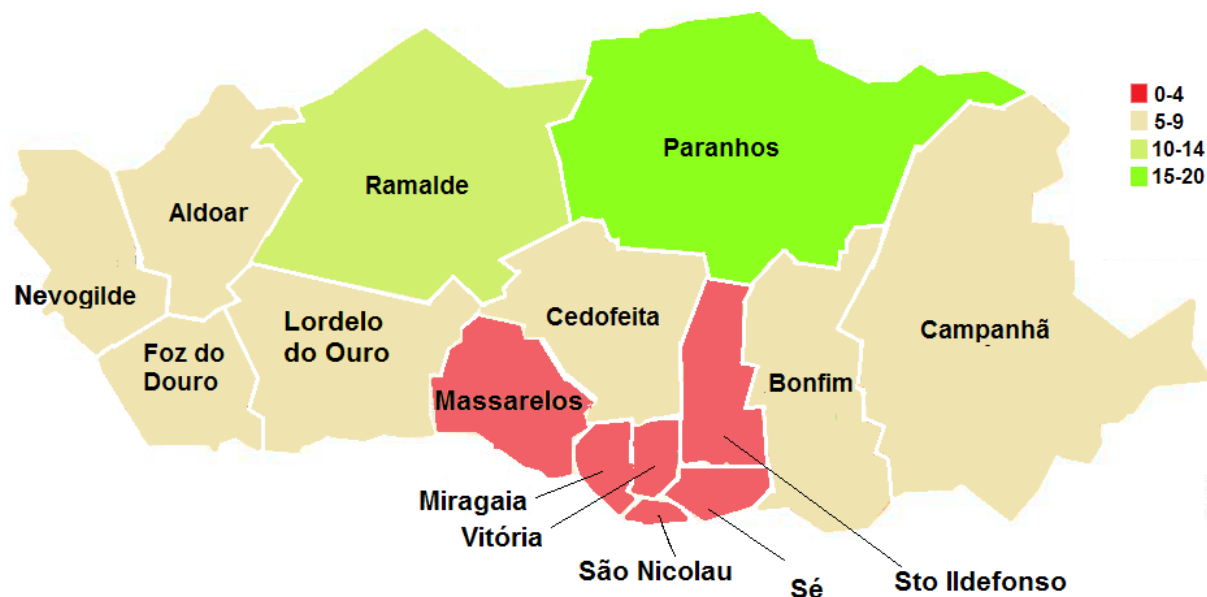 0-4
5-9
10-14
15-20
Paranhos
Ramalde
Aldoar
Nevogilde
Cedofeita
Lordelo
do Ouro
Campanhã
Foz do
Douro
Bonfim
Massarelos
Miragaia
Vitória
São Nicolau
Sé
Sto Ildefonso